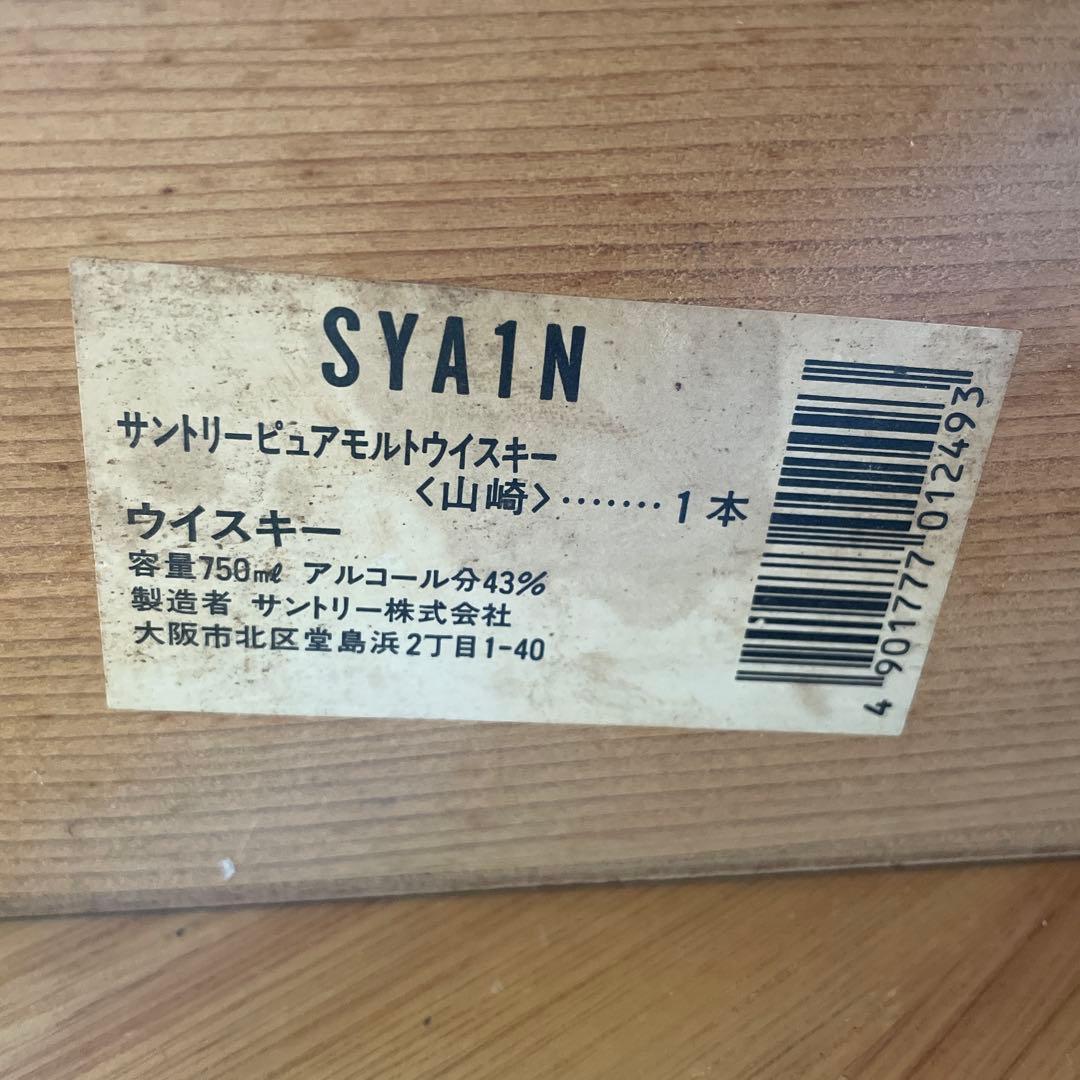 SYA1N
サントリーピュアモルトウイスキー
〈山崎〉‥‥‥‥1本
ウイスキー
容量750㎖ アルコール分43%
製造者 サントリー株式会社
大阪市北区堂島浜2丁目1-40
4 901777 012493